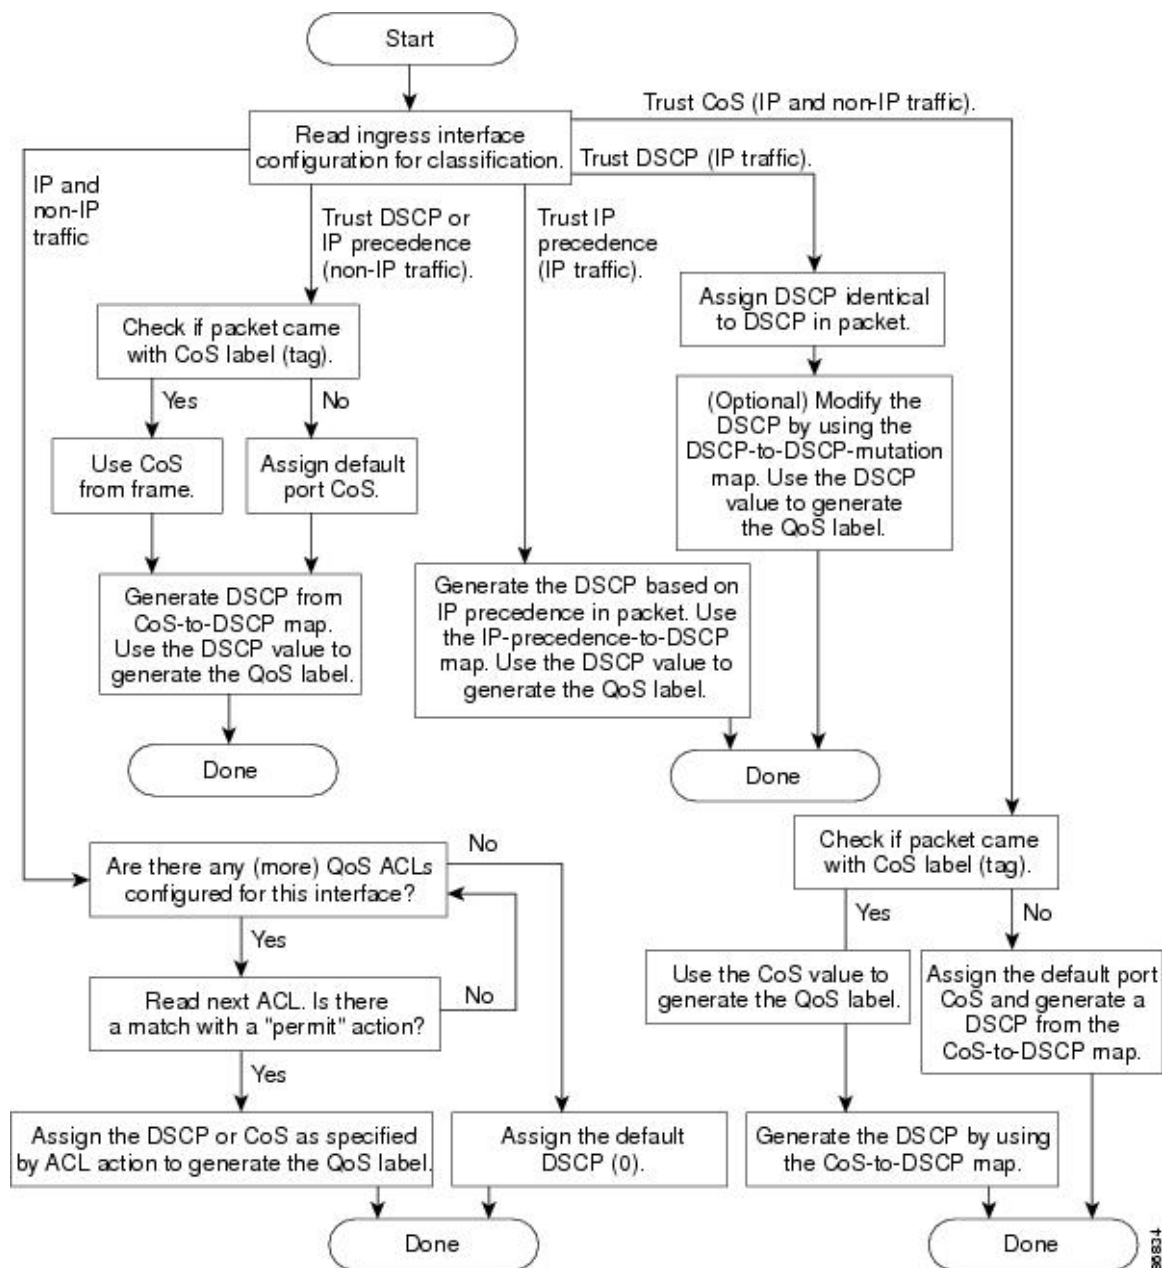 Start
Trust CoS (IP and non-IP traffic).
Read ingress interface
configuration for classification.
Trust DSCP (IP traffic).
IP and
non-IP
traffic
Trust DSCP or
IP precedence
(non-IP traffic).
Trust IP
precedence
(IP traffic).
Assign DSCP identical
to DSCP in packet.
Check if packet came
with CoS label (tag).
Yes
No
(Optional) Modify the
DSCP by using the
DSCP-to-DSCP-mutation
map. Use the DSCP
value to generate
the QoS label.
Use CoS
from frame.
Assign default
port CoS.
Generate DSCP from
CoS-to-DSCP map.
Use the DSCP value to
generate the QoS label.
Generate the DSCP based on
IP precedence in packet. Use
the IP-precedence-to-DSCP
map. Use the DSCP value to
generate the QoS label.
Done
Done
Are there any (more) QoS ACLs
configured for this interface?
No
Check if packet came
with CoS label (tag).
Yes
Yes
No
Read next ACL. Is there
a match with a "permit" action?
No
Use the CoS value to
generate the QoS label.
Assign the default port
CoS and generate a
DSCP from the
CoS-to-DSCP map.
Yes
Assign the DSCP or CoS as specified
by ACL action to generate the QoS label.
Assign the default
DSCP (0).
Generate the DSCP by using
the CoS-to-DSCP map.
Done
Done
86834